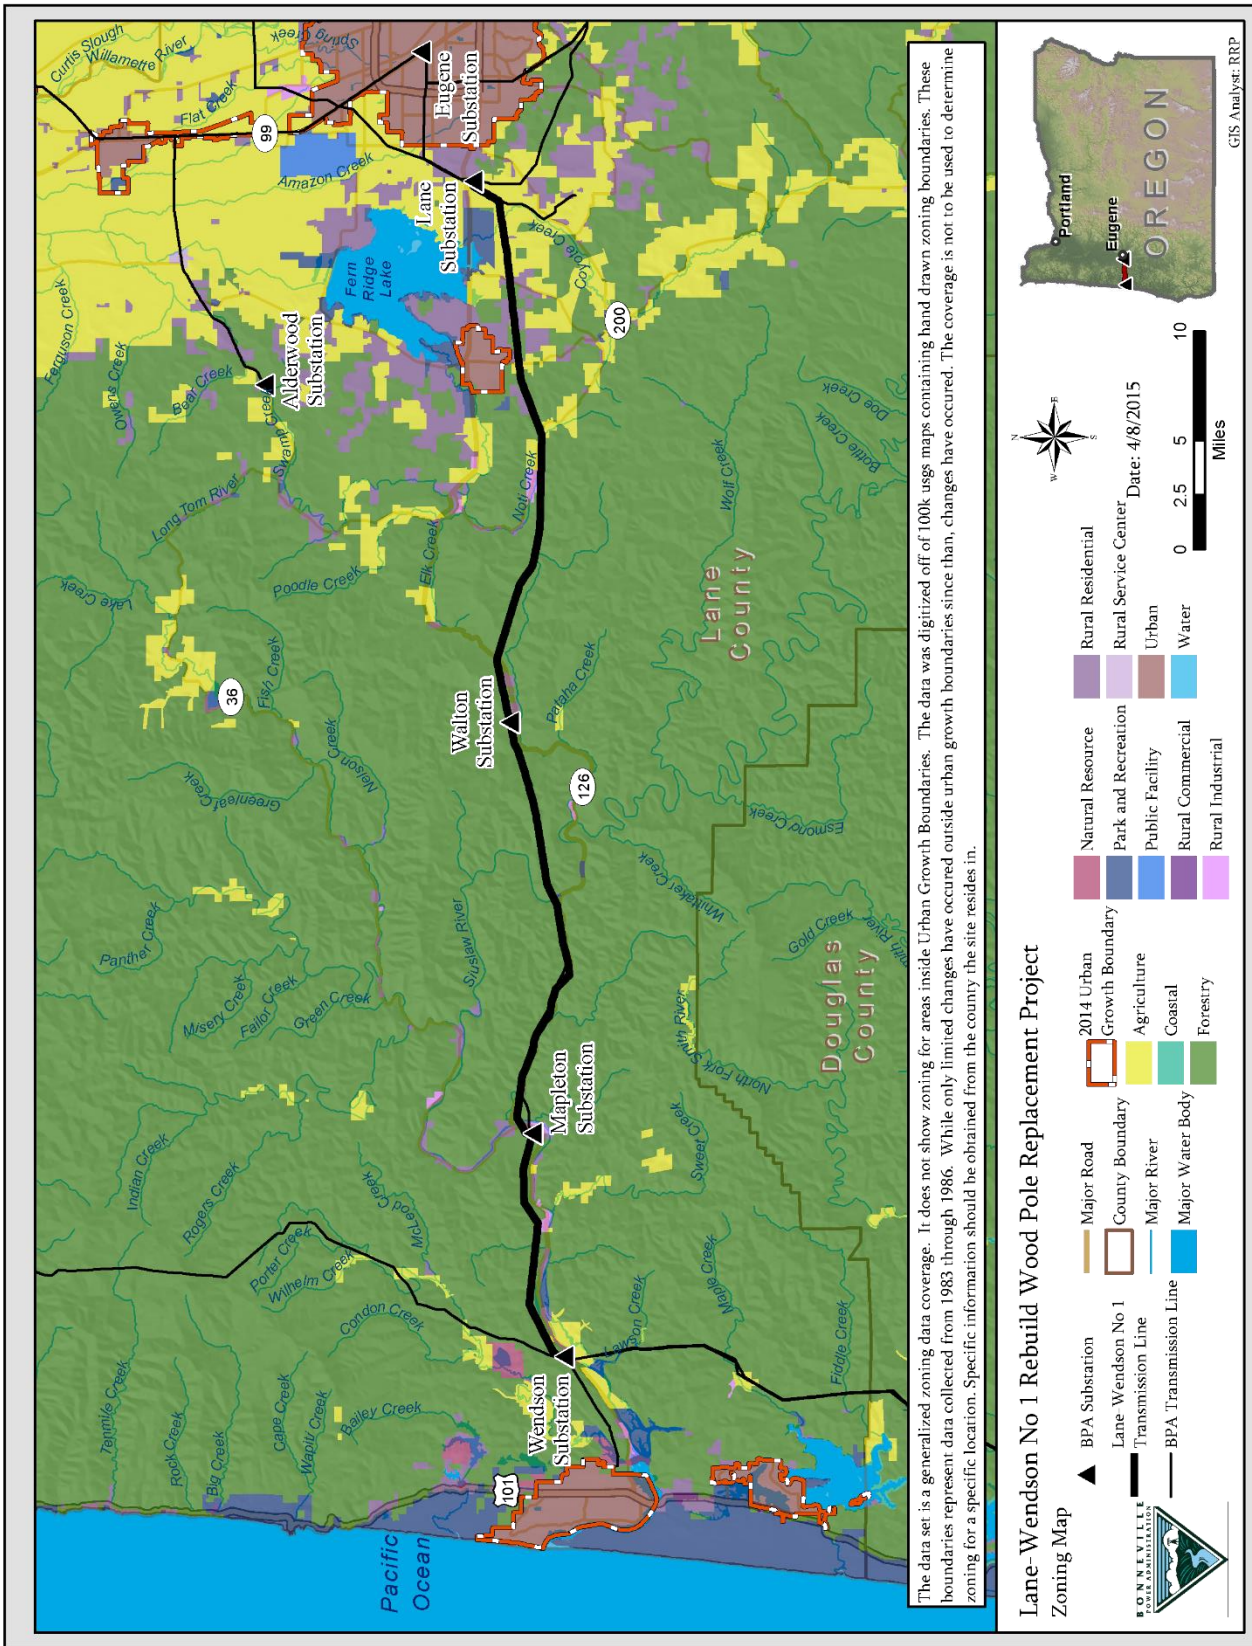 Curtis Slough
Willamette River
Spring Creek
Flat Creek
99
Eugene
Substation
Amazon Creek
Lane
Substation
Ferguson Creek
Owens Creek
Bear Creek
Alderwood
Substation
Swamp Creek
Fern
Ridge
Lake
Coyote Creek
200
Long Tom River
Poodle Creek
Elk Creek
Noti Creek
Doe Creek
Bottle Creek
Wolf Creek
Lane
County
Lake Creek
36
Fish Creek
Nelson
Creek
Greenleaf Creek
Walton
Substation
Pataha Creek
126
Esmond Creek
Whittaker Creek
Gold Creek
Smith River
Douglas
County
Panther Creek
Misery Creek
Failor Creek
Green Creek
Siuslaw River
North Fork Smith River
Mapleton
Substation
Sweet Creek
Indian Creek
Rogers Creek
McLeod Creek
Porter Creek
Wilhelm Creek
Condon Creek
Maple Creek
Fiddle Creek
Lawson Creek
Wendson
Substation
Tenmile Creek
Rock Creek
Big Creek
Cape Creek
Wapiti Creek
Bailey Creek
101
Pacific
Ocean
The data set is a generalized zoning data coverage. It does not show zoning for areas inside Urban Growth Boundaries. The data was digitized off of 100k usgs maps containing hand drawn zoning boundaries. These
boundaries represent data collected from 1983 through 1986. While only limited changes have occured outside urban growth boundaries since than, changes have occurred. The coverage is not to be used to determine
zoning for a specific location. Specific information should be obtained from the county the site resides in.
Lane-Wendson No 1 Rebuild Wood Pole Replacement Project
Zoning Map
BONNEVILLE
POWER ADMINISTRATION
BPA Substation
Lane-Wendson No 1
Transmission Line
BPA Transmission Line
Major Road
County Boundary
Major River
Major Water Body
2014 Urban
Growth Boundary
Agriculture
Coastal
Forestry
Natural Resource
Park and Recreation
Public Facility
Rural Commercial
Rural Industrial
Rural Residential
Rural Service Center
Urban
Water
N
W
E
S
Date: 4/8/2015
0
2.5
5
10
Miles
Portland
Eugene
OREGON
GIS Analyst: RRP